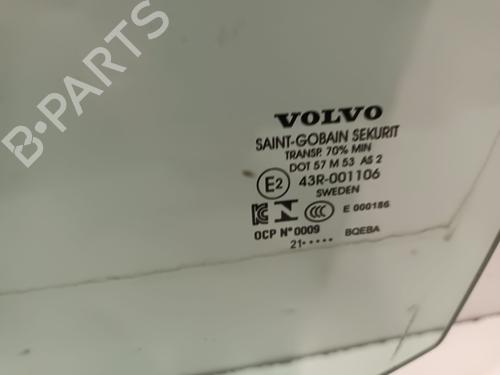 B-PARTS
VOLVO
SAINT-GOBAIN SEKURIT
TRANSP. 70% MIN
DOT 57 M 53 AS 2
E2 43R-001106
SWEDEN
CCC E 000186
OCP N° 0009 BQEBA
21•••••